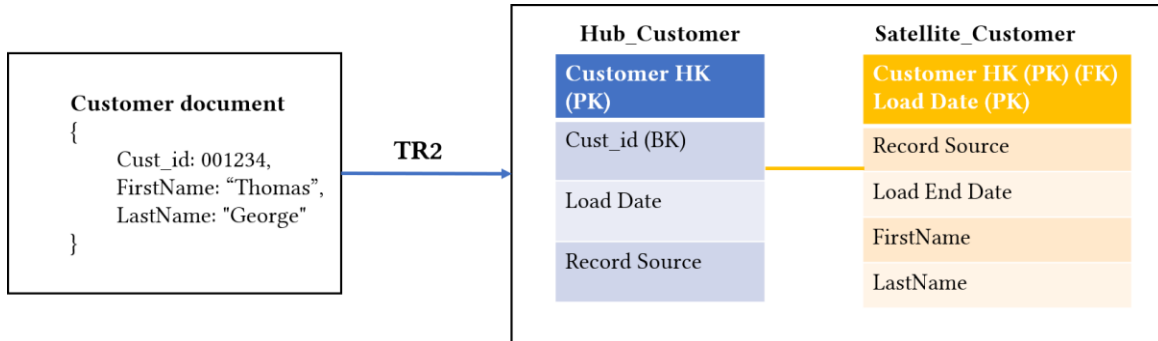 Customer document
{
Cust_id: 001234,
FirstName: “Thomas”,
LastName: "George"
}
TR2
Hub_Customer
Customer HK
(PK)
Cust_id (BK)
Load Date
Record Source
Satellite_Customer
Customer HK (PK) (FK)
Load Date (PK)
Record Source
Load End Date
FirstName
LastName